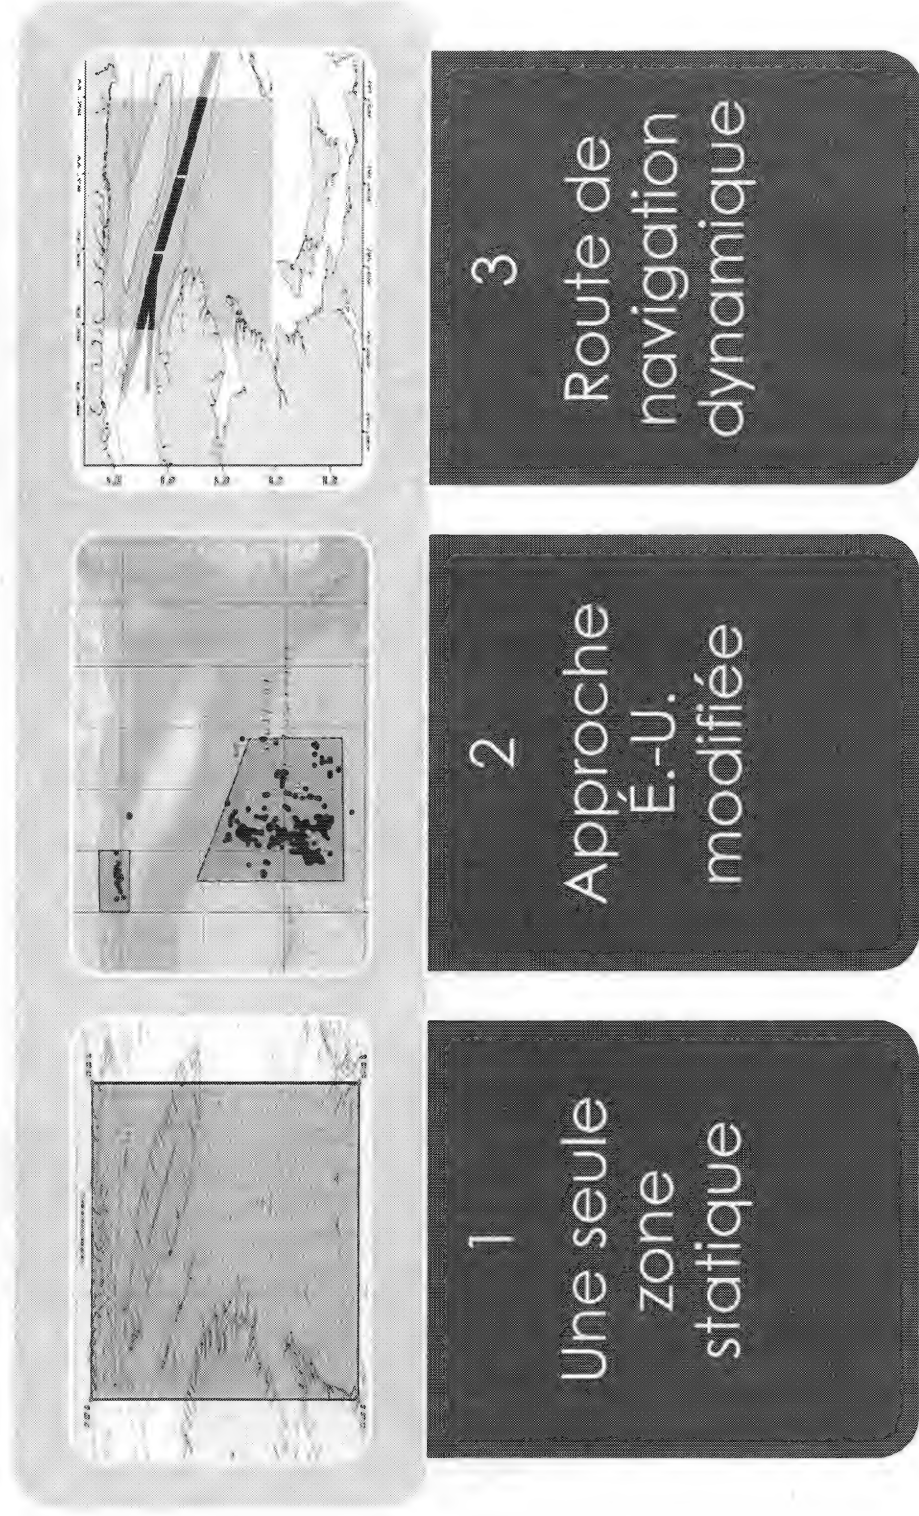 1
Une seule
zone
statique
2
Approche
É.-U.
modifiée
3
Route de
navigation
dynamique